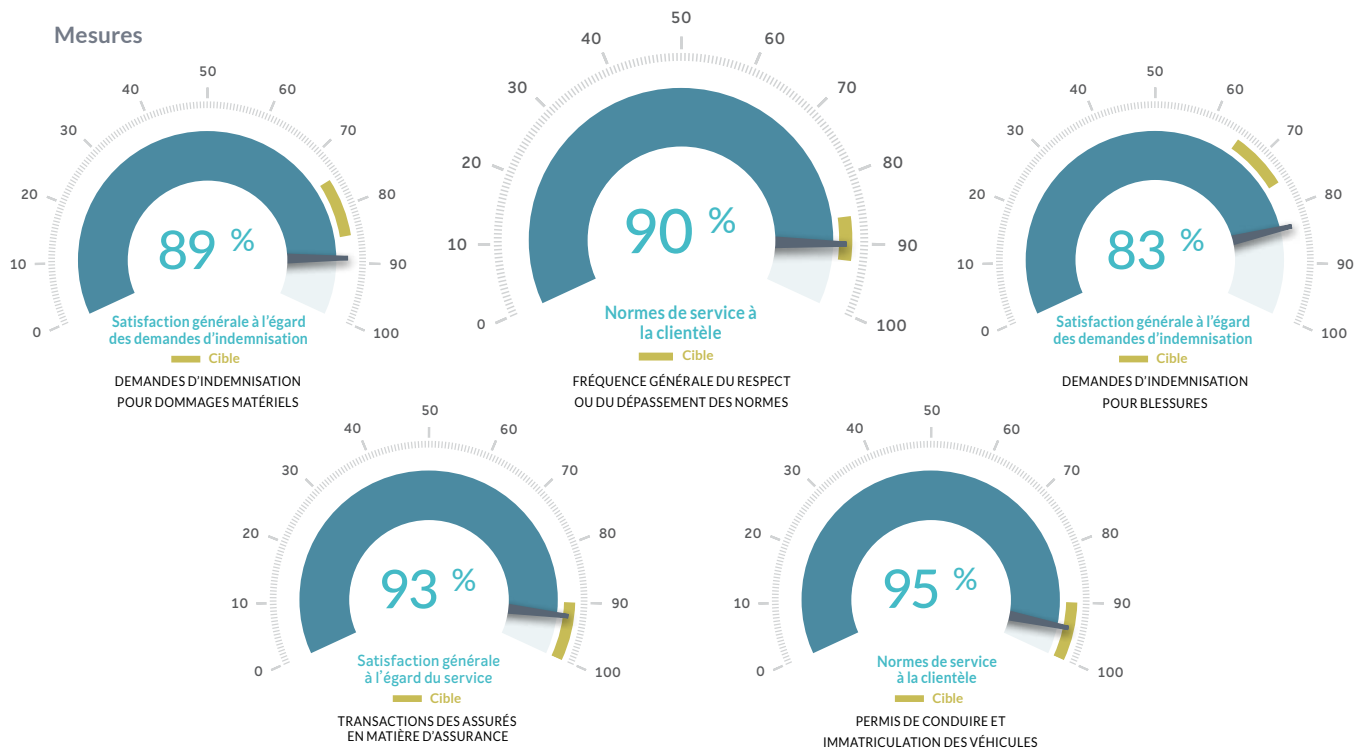 Mesures
0
10
20
30
40
50
60
70
80
90
100
89 %
Satisfaction générale à l'égard
des demandes d'indemnisation
Cible
DEMANDES D'INDEMNISATION
POUR DOMMAGES MATÉRIELS
0
10
20
30
40
50
60
70
80
90
100
90 %
Normes de service à
la clientèle
Cible
FRÉQUENCE GÉNÉRALE DU RESPECT
OU DU DÉPASSEMENT DES NORMES
0
10
20
30
40
50
60
70
80
90
100
83 %
Satisfaction générale à l'égard
des demandes d'indemnisation
Cible
DEMANDES D'INDEMNISATION
POUR BLESSURES
0
10
20
30
40
50
60
70
80
90
100
93 %
Satisfaction générale
à l'égard du service
Cible
TRANSACTIONS DES ASSURÉS
EN MATIÈRE D'ASSURANCE
0
10
20
30
40
50
60
70
80
90
100
95 %
Normes de service
à la clientèle
Cible
PERMIS DE CONDUIRE ET
IMMATRICULATION DES VÉHICULES